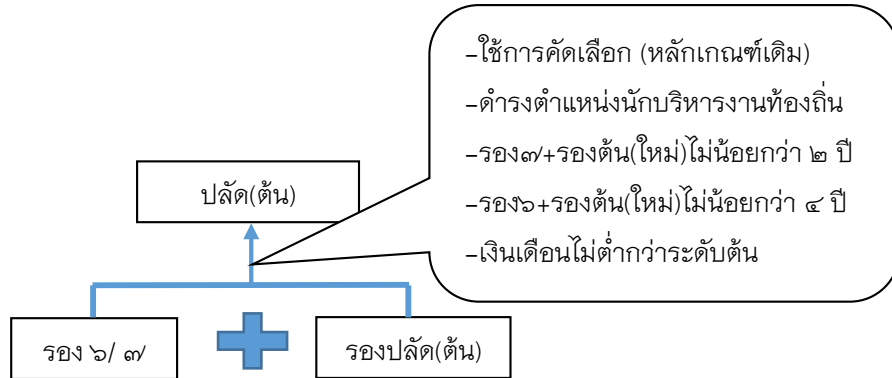 -ใช้การคัดเลือก (หลักเกณฑ์เดิม)
-ดำรงตำแหน่งนักบริหารงานท้องถิ่น
-รอง๗+รองต้น(ใหม่)ไม่น้อยกว่า ๒ ปี
-รอง๖+รองต้น(ใหม่)ไม่น้อยกว่า ๔ ปี
-เงินเดือนไม่ต่ำกว่าระดับต้น
ปลัด(ต้น)
รอง ๖/ ๗
รองปลัด(ต้น)